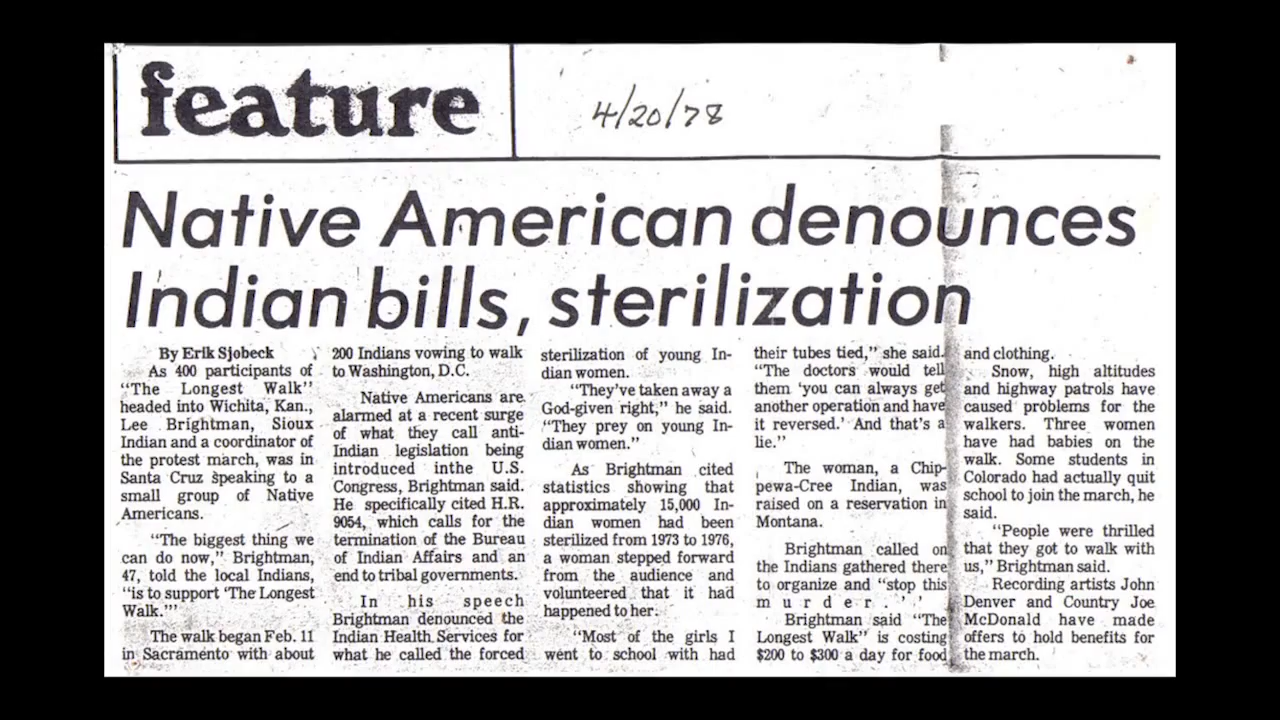 feature
4/20/78
Native American denounces
Indian bills, sterilization
By Erik Sjobeck
As 400 participants of
"The Longest Walk"
headed into Wichita, Kan.,
Lee Brightman, Sioux
Indian and a coordinator of
the protest march, was in
Santa Cruz speaking to a
small group of Native
Americans.
"The biggest thing we
can do now," Brightman,
47, told the local Indians,
"is to support 'The Longest
Walk.'"
The walk began Feb. 11
in Sacramento with about
200 Indians vowing to walk
to Washington, D.C.
Native Americans are
alarmed at a recent surge
of what they call anti-
Indian legislation being
introduced inthe U.S.
Congress, Brightman said.
He specifically cited H.R.
9054, which calls for the
termination of the Bureau
of Indian Affairs and an
end to tribal governments.
In his speech
Brightman denounced the
Indian Health Services for
what he called the forced
sterilization of young In-
dian women.
"They've taken away a
God-given right," he said.
"They prey on young In-
dian women."
As Brightman cited
statistics showing that
approximately 15,000 In-
dian women had been
sterilized from 1973 to 1976,
a woman stepped forward
from the audience and
volunteered that it had
happened to her.
"Most of the girls I
went to school with had
their tubes tied," she said.
"The doctors would tell
them 'you can always get
another operation and have
it reversed.' And that's a
lie."
The woman, a Chip-
pewa-Cree Indian, was
raised on a reservation in
Montana.
Brightman called on
the Indians gathered there
to organize and "stop this
murder.''
Brightman said "The
Longest Walk" is costing
$200 to $300 a day for food
and clothing.
Snow, high altitudes
and highway patrols have
caused problems for the
walkers. Three women
have had babies on the
walk. Some students in
Colorado had actually quit
school to join the march, he
said.
"People were thrilled
that they got to walk with
us," Brightman said.
Recording artists John
Denver and Country Joe
McDonald have made
offers to hold benefits for
the march.